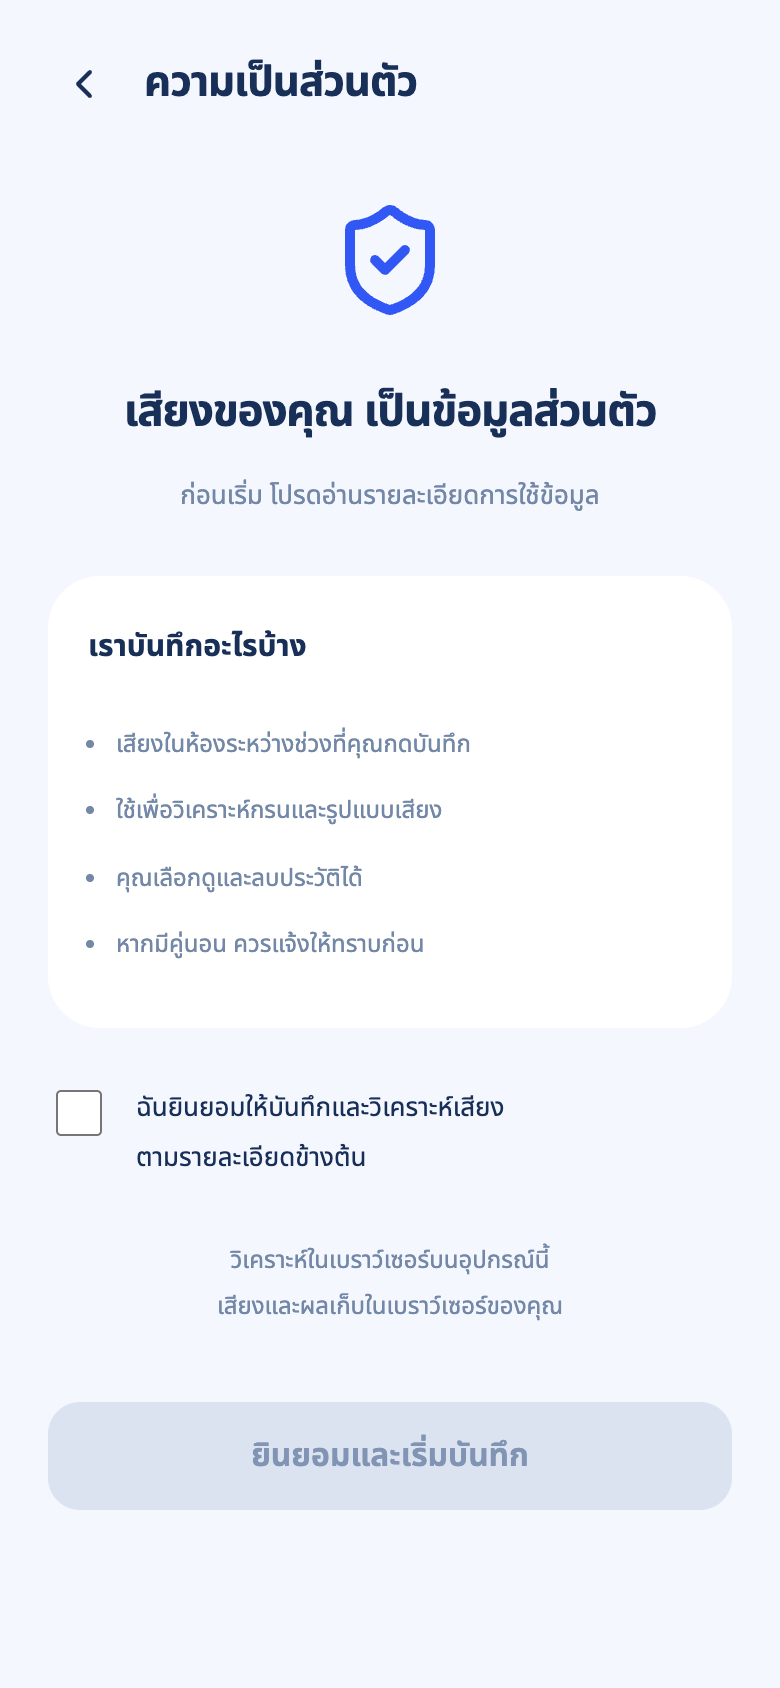 ความเป็นส่วนตัว
เสียงของคุณ เป็นข้อมูลส่วนตัว
ก่อนเริ่ม โปรดอ่านรายละเอียดการใช้ข้อมูล
เราบันทึกอะไรบ้าง
• เสียงในห้องระหว่างช่วงที่คุณกดบันทึก
• ใช้เพื่อวิเคราะห์กรนและรูปแบบเสียง
• คุณเลือกดูและลบประวัติได้
• หากมีคู่นอน ควรแจ้งให้ทราบก่อน
ฉันยินยอมให้บันทึกและวิเคราะห์เสียง
ตามรายละเอียดข้างต้น
วิเคราะห์ในเบราว์เซอร์บนอุปกรณ์นี้
เสียงและผลเก็บในเบราว์เซอร์ของคุณ
ยินยอมและเริ่มบันทึก